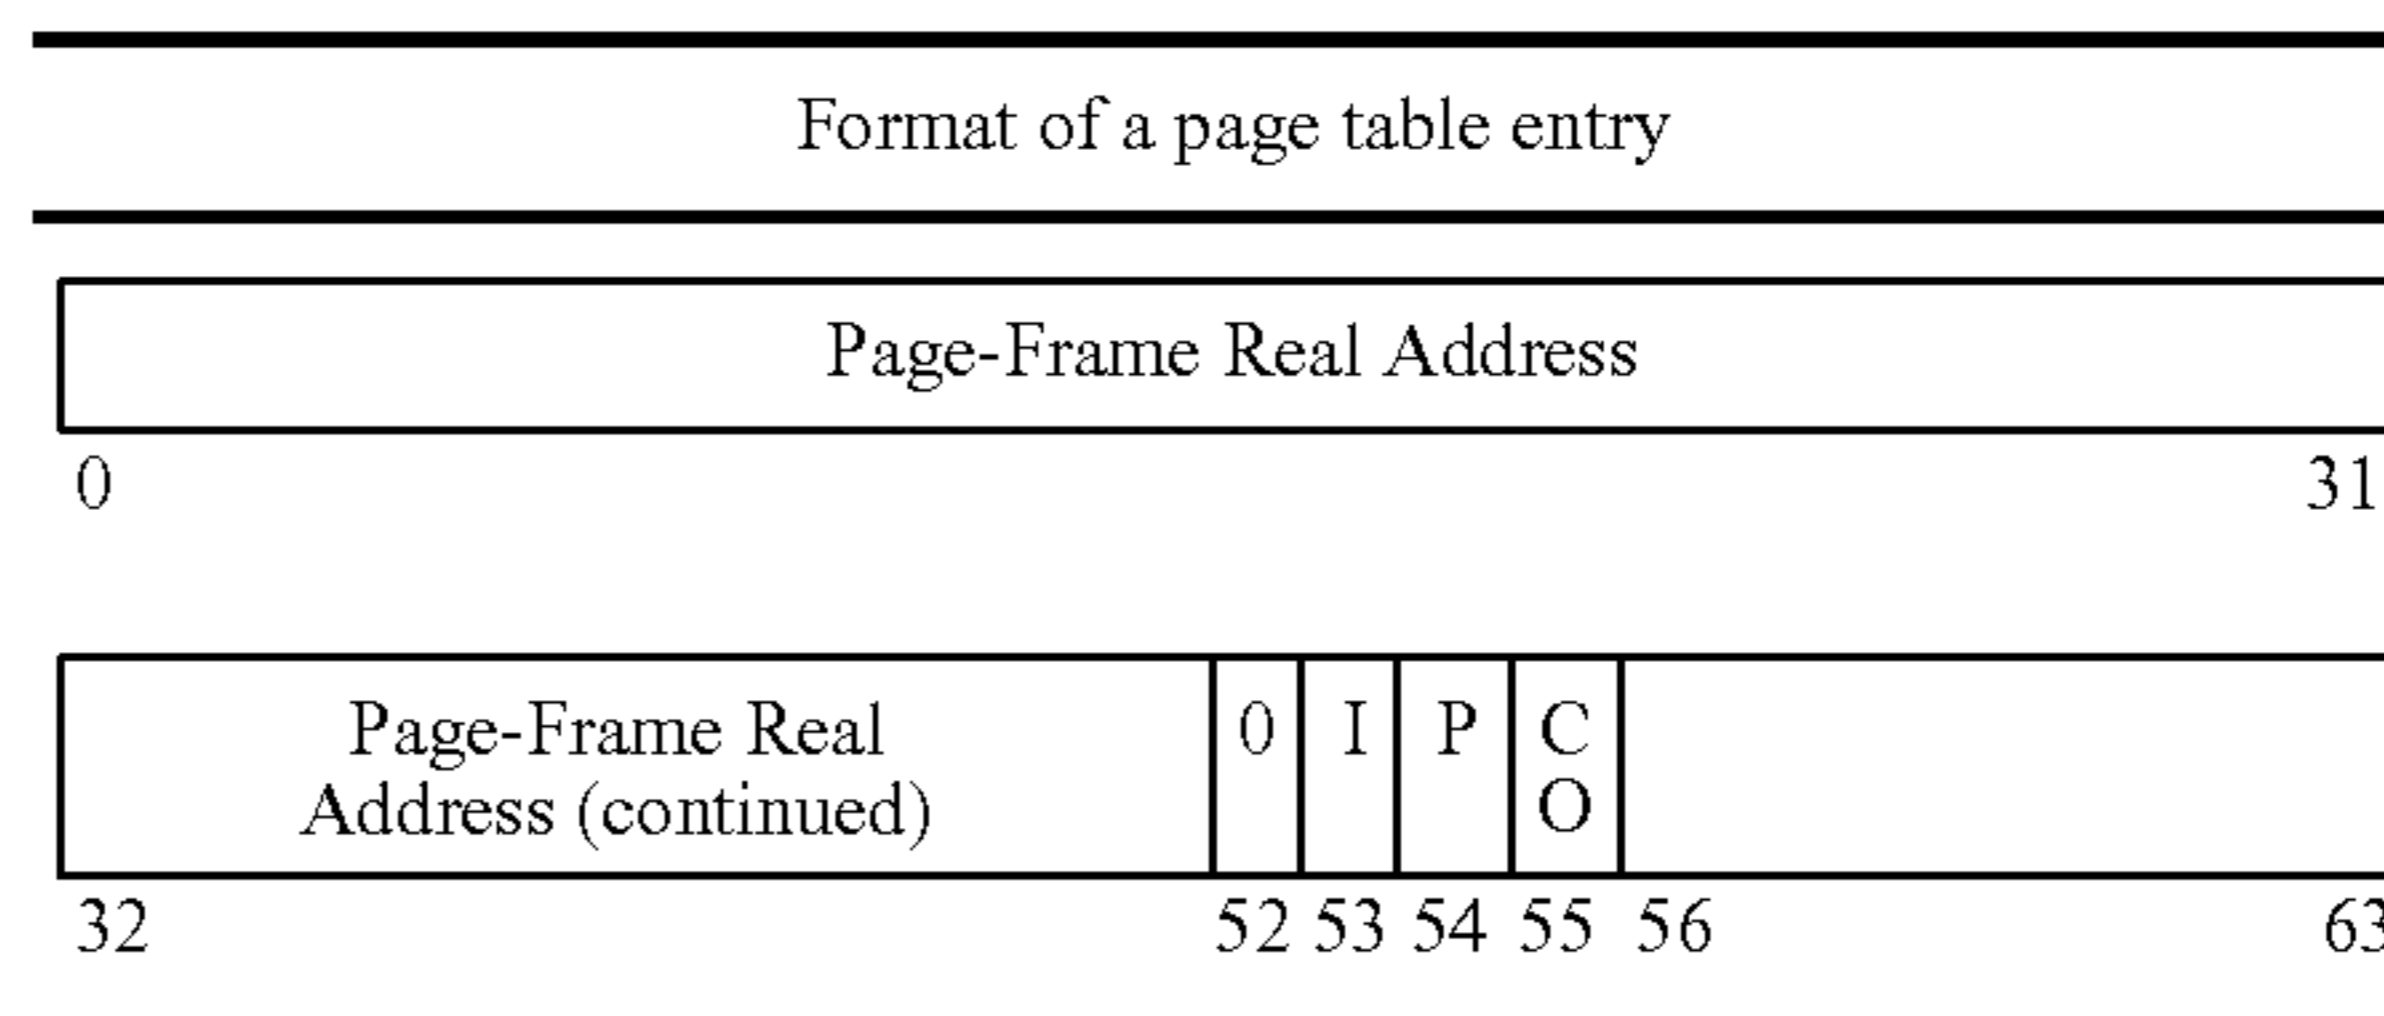 Format of a page table entry
Page-Frame Real Address
0 31
Page-Frame Real 0 I P C
Address (continued) O
32 52 53 54 55 56 63